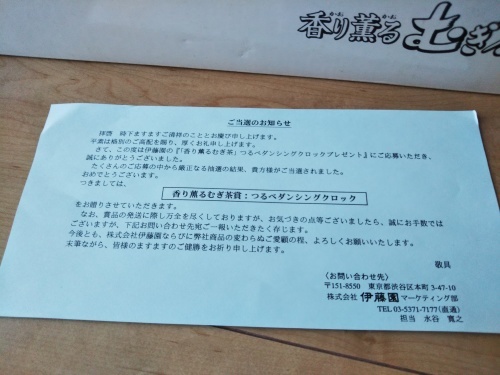 香り薫るむぎ
かお かお
ご当選のお知らせ
拝啓 時下ますますご清祥のこととお慶び申し上げます。
平素は格別のご高配を賜り、厚くお礼申し上げます。
さて、この度は伊藤園の『「香り薫るむぎ茶」つるべダンシングクロックプレゼント』にご応募いただき、
誠にありがとうございました。
たくさんのご応募の中から厳正なる抽選の結果、貴方様がご当選されました。
おめでとうございます。
つきましては、
香り薫るむぎ茶賞：つるべダンシングクロック
をお贈りさせていただきます。
なお、賞品の発送に際し万全を尽くしておりますが、お気づきの点等ございましたら、誠にお手数では
ございますが、下記お問い合わせ先宛ご一報いただきたく存じます。
今後とも、株式会社伊藤園ならびに弊社商品の変わらぬご愛顧の程、よろしくお願いいたします。
末筆ながら、皆様のますますのご健勝をお祈り申し上げます。
敬具
〈お問い合わせ先〉
〒151-8550 東京都渋谷区本町3-47-10
株式会社 伊藤園 マーケティング部
TEL 03-5371-7177（直通）
担当 水谷 寛之